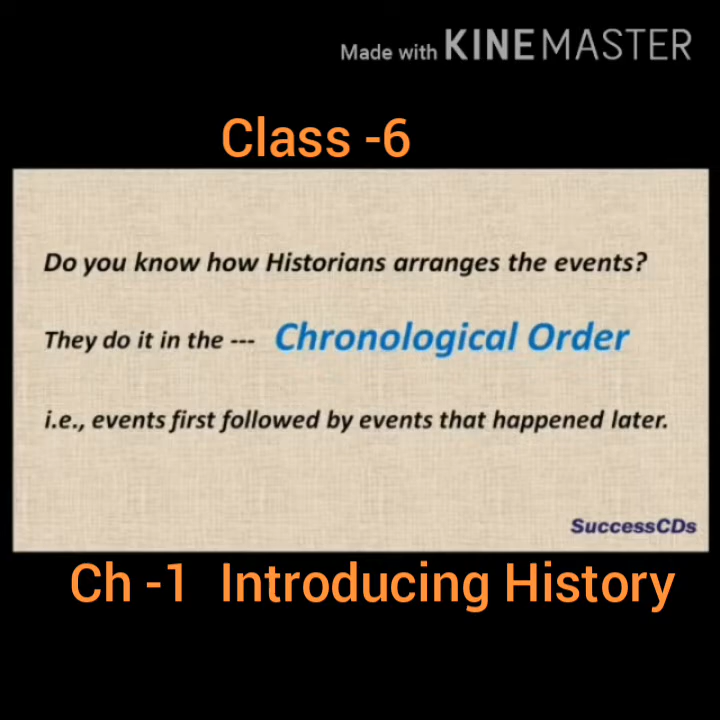 Made with KINEMASTER
Class -6
Do you know how Historians arranges the events?
They do it in the --- Chronological Order
i.e., events first followed by events that happened later.
SuccessCDs
Ch -1 Introducing History